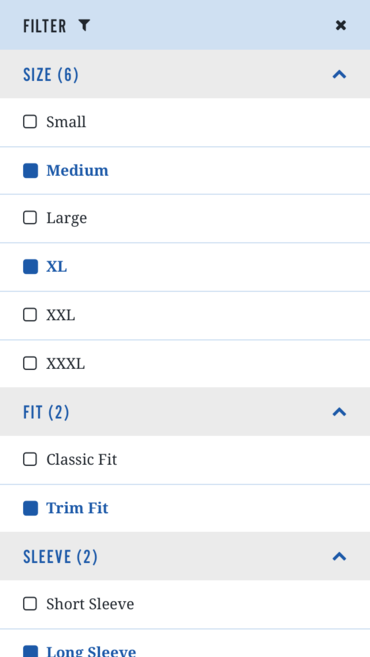 FILTER
SIZE (6)
Small
Medium
Large
XL
XXL
XXXL
FIT (2)
Classic Fit
Trim Fit
SLEEVE (2)
Short Sleeve
Long Sleeve